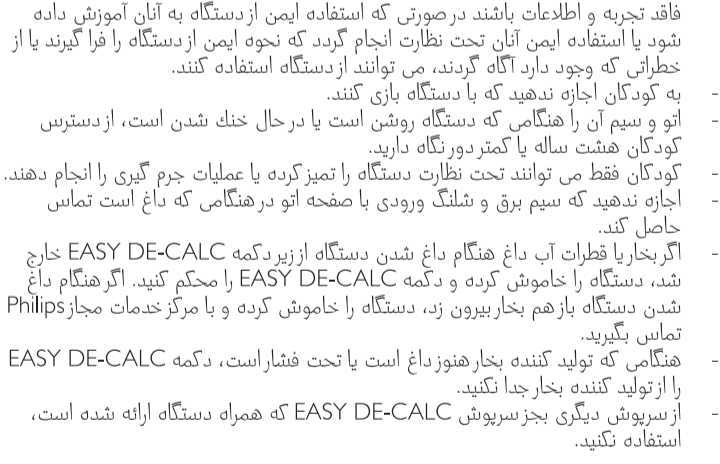 فاقد تجربه و اطلاعات باشند در صورتی که استفاده ایمن از دستگاه به آنان آموزش داده
شود یا استفاده ایمن آنان تحت نظارت انجام گردد که نحوه ایمن از دستگاه را فرا گیرند یا از
خطراتی که وجود دارد آگاه گردند، می توانند از دستگاه استفاده کنند.
- به کودکان اجازه ندهید که با دستگاه بازی کنند.
- اتو و سیم آن را هنگامی که دستگاه روشن است یا در حال خنك شدن است، از دسترس
کودکان هشت ساله یا کمتر دور نگاه دارید.
- کودکان فقط می توانند تحت نظارت دستگاه را تمیز کرده یا عملیات جرم گیری را انجام دهند.
- اجازه ندهید که سیم برق و شلنگ ورودی با صفحه اتو در هنگامی که داغ است تماس
حاصل کند.
- اگر بخار یا قطرات آب داغ هنگام داغ شدن دستگاه از زیر دکمه EASY DE-CALC خارج
شد، دستگاه را خاموش کرده و دکمه EASY DE-CALC را محکم کنید. اگر هنگام داغ
شدن دستگاه باز هم بخار بیرون زد، دستگاه را خاموش کرده و با مرکز خدمات مجاز Philips
تماس بگیرید.
- هنگامی که تولید کننده بخار هنوز داغ است یا تحت فشار است، دکمه EASY DE-CALC
را از تولید کننده بخار جدا نکنید.
- از سرپوش دیگری بجز سرپوش EASY DE-CALC که همراه دستگاه ارائه شده است،
استفاده نکنید.